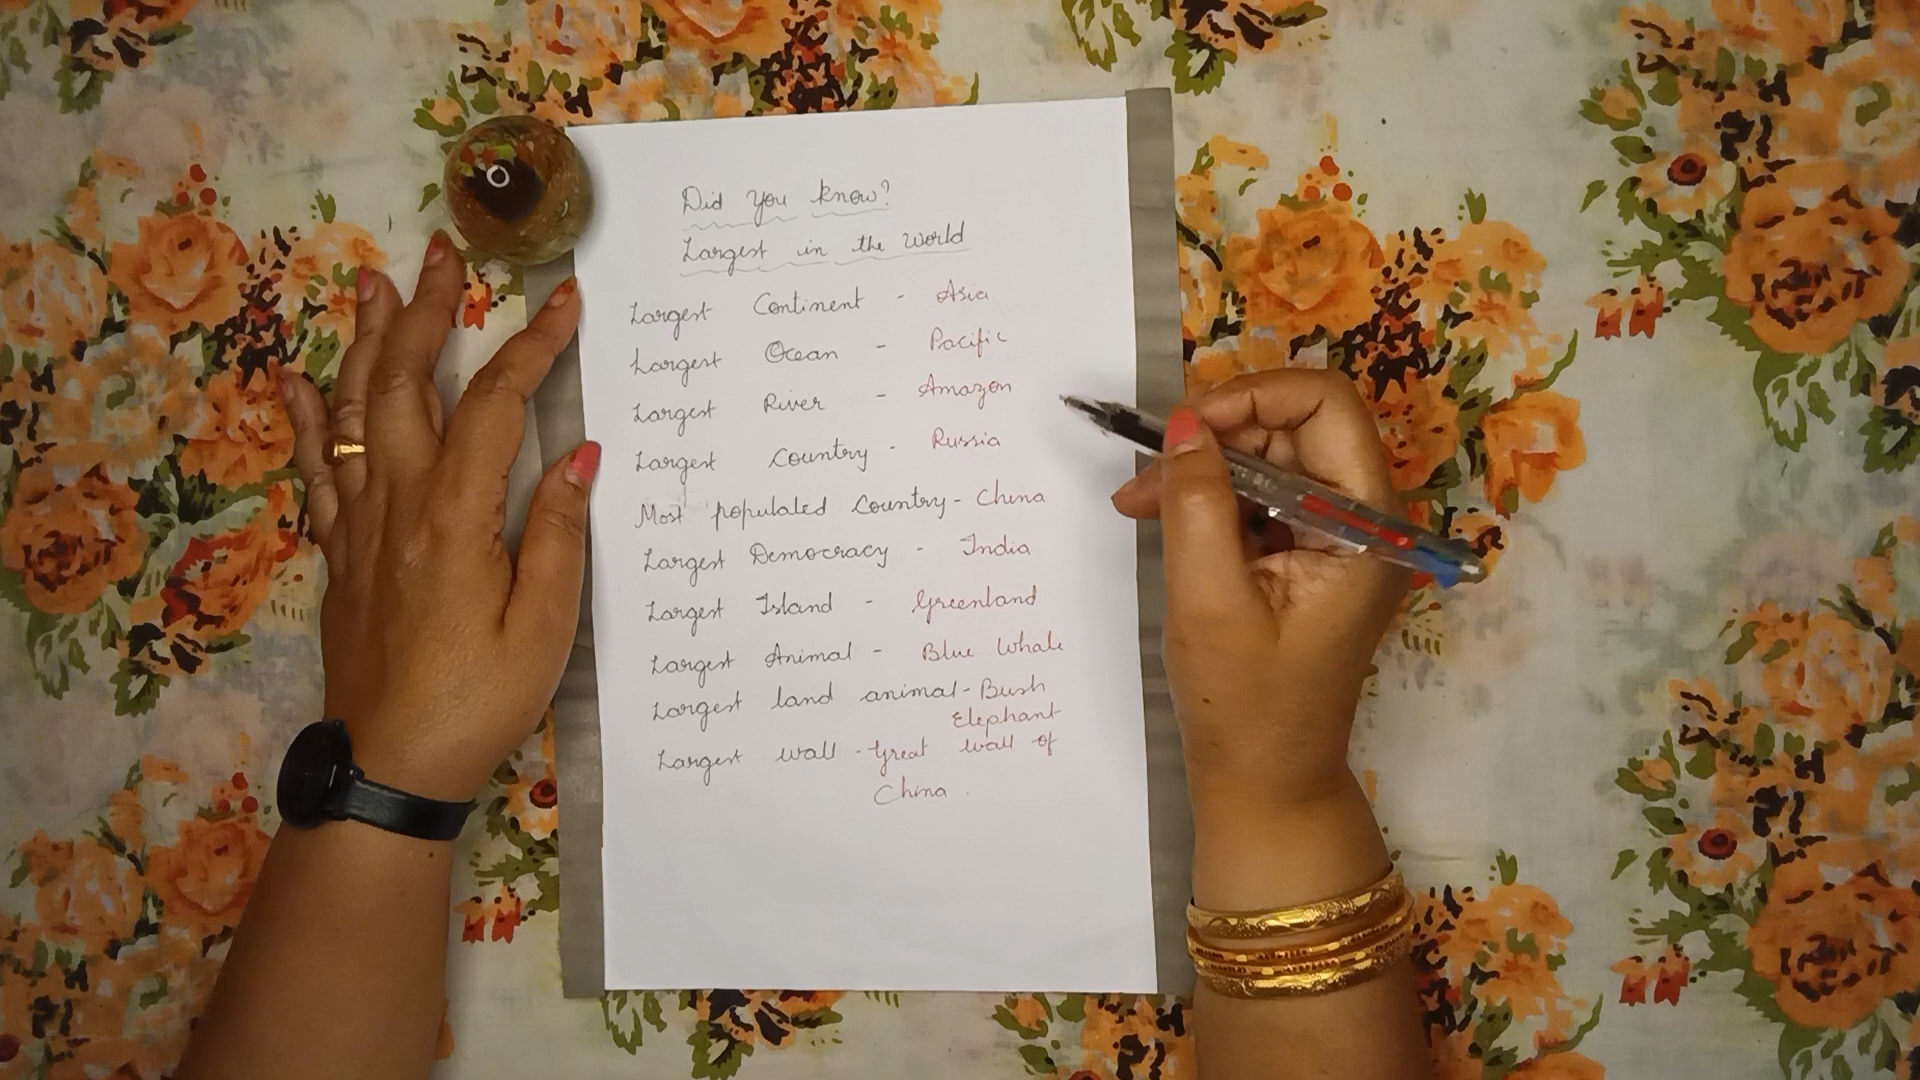 Did You know?
Largest in the World
Largest Continent - Asia
Largest Ocean - Pacific
Largest River - Amazon
Largest Country - Russia
Most populated Country - China
Largest Democracy - India
Largest Island - Greenland
Largest Animal - Blue Whale
Largest land animal - Bush
Elephant
Largest wall - Great wall of
China.